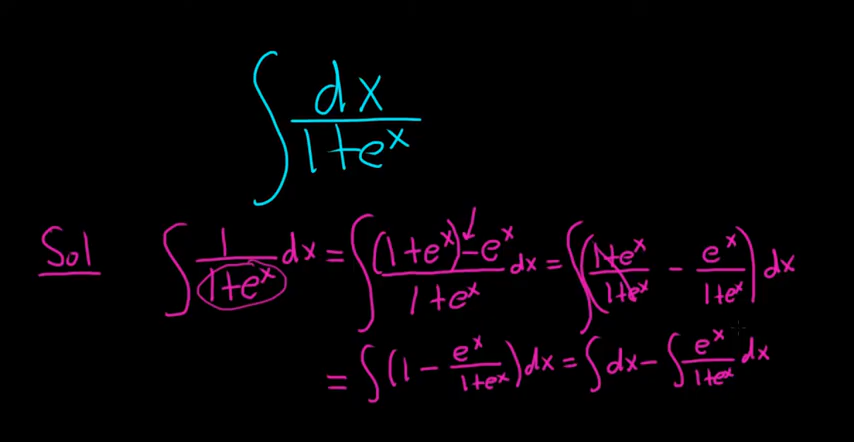 ∫ dx/(1+e^x)
Sol ∫ 1/(1+e^x) dx = ∫ ((1+e^x) - e^x)/(1+e^x) dx = ∫ ((1+e^x)/(1+e^x) - e^x/(1+e^x)) dx
= ∫ (1 - e^x/(1+e^x)) dx = ∫ dx - ∫ e^x/(1+e^x) dx